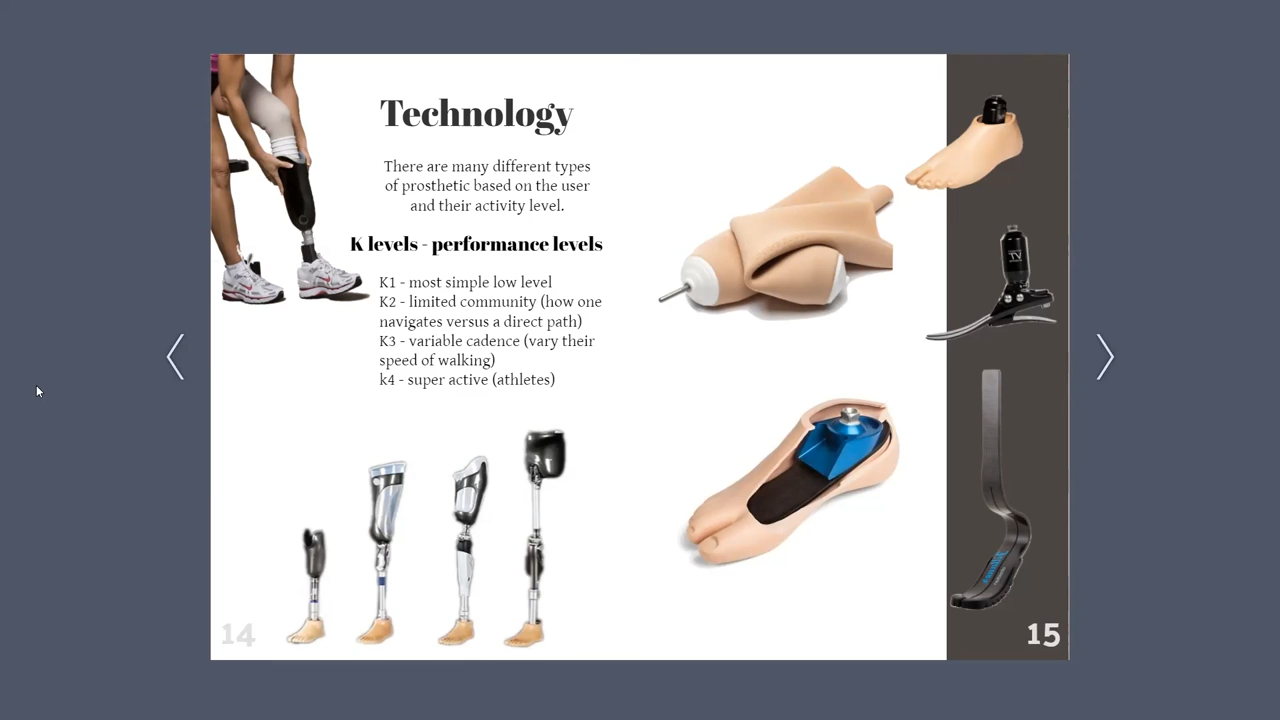 Technology
There are many different types
of prosthetic based on the user
and their activity level.
K levels - performance levels
K1 - most simple low level
K2 - limited community (how one
navigates versus a direct path)
K3 - variable cadence (vary their
speed of walking)
k4 - super active (athletes)
TV
14
15